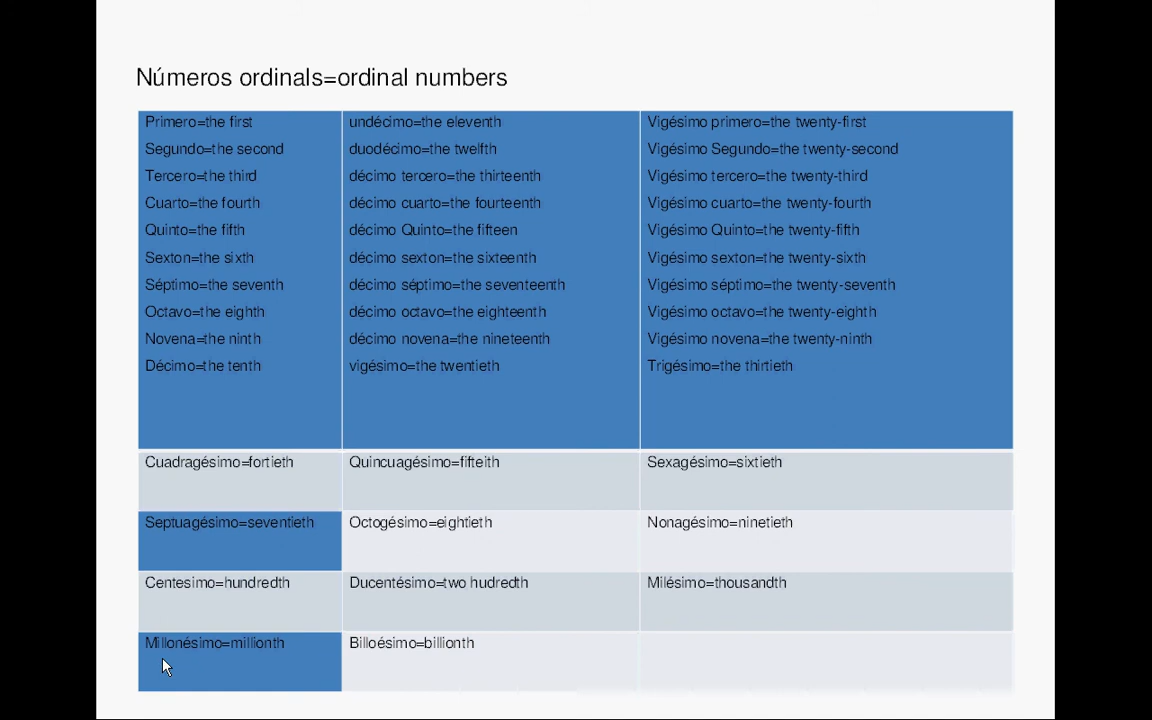 Números ordinals=ordinal numbers
Primero=the first
Segundo=the second
Tercero=the third
Cuarto=the fourth
Quinto=the fifth
Sexton=the sixth
Séptimo=the seventh
Octavo=the eighth
Novena=the ninth
Décimo=the tenth
undécimo=the eleventh
duodécimo=the twelfth
décimo tercero=the thirteenth
décimo cuarto=the fourteenth
décimo Quinto=the fifteen
décimo sexton=the sixteenth
décimo séptimo=the seventeenth
décimo octavo=the eighteenth
décimo novena=the nineteenth
vigésimo=the twentieth
Vigésimo primero=the twenty-first
Vigésimo Segundo=the twenty-second
Vigésimo tercero=the twenty-third
Vigésimo cuarto=the twenty-fourth
Vigésimo Quinto=the twenty-fifth
Vigésimo sexton=the twenty-sixth
Vigésimo séptimo=the twenty-seventh
Vigésimo octavo=the twenty-eighth
Vigésimo novena=the twenty-ninth
Trigésimo=the thirtieth
Cuadragésimo=fortieth
Quincuagésimo=fifteith
Sexagésimo=sixtieth
Septuagésimo=seventieth
Octogésimo=eightieth
Nonagésimo=ninetieth
Centesimo=hundredth
Ducentésimo=two hudredth
Milésimo=thousandth
Millonésimo=millionth
Billoésimo=billionth